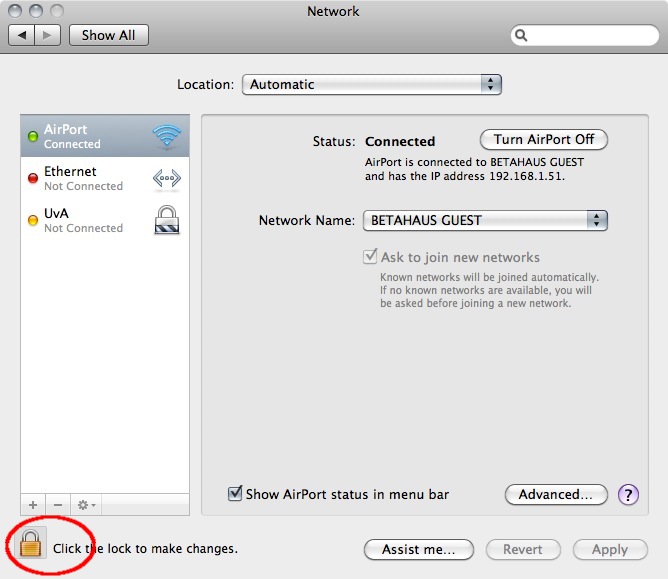 Network
Show All
Location: Automatic
AirPort
Connected
Ethernet
Not Connected
UvA
Not Connected
Status: Connected
Turn AirPort Off
AirPort is connected to BETAHAUS GUEST
and has the IP address 192.168.1.51.
Network Name: BETAHAUS GUEST
Ask to join new networks
Known networks will be joined automatically.
If no known networks are available, you will
be asked before joining a new network.
Show AirPort status in menu bar
Advanced...
?
Click the lock to make changes.
Assist me...
Revert
Apply